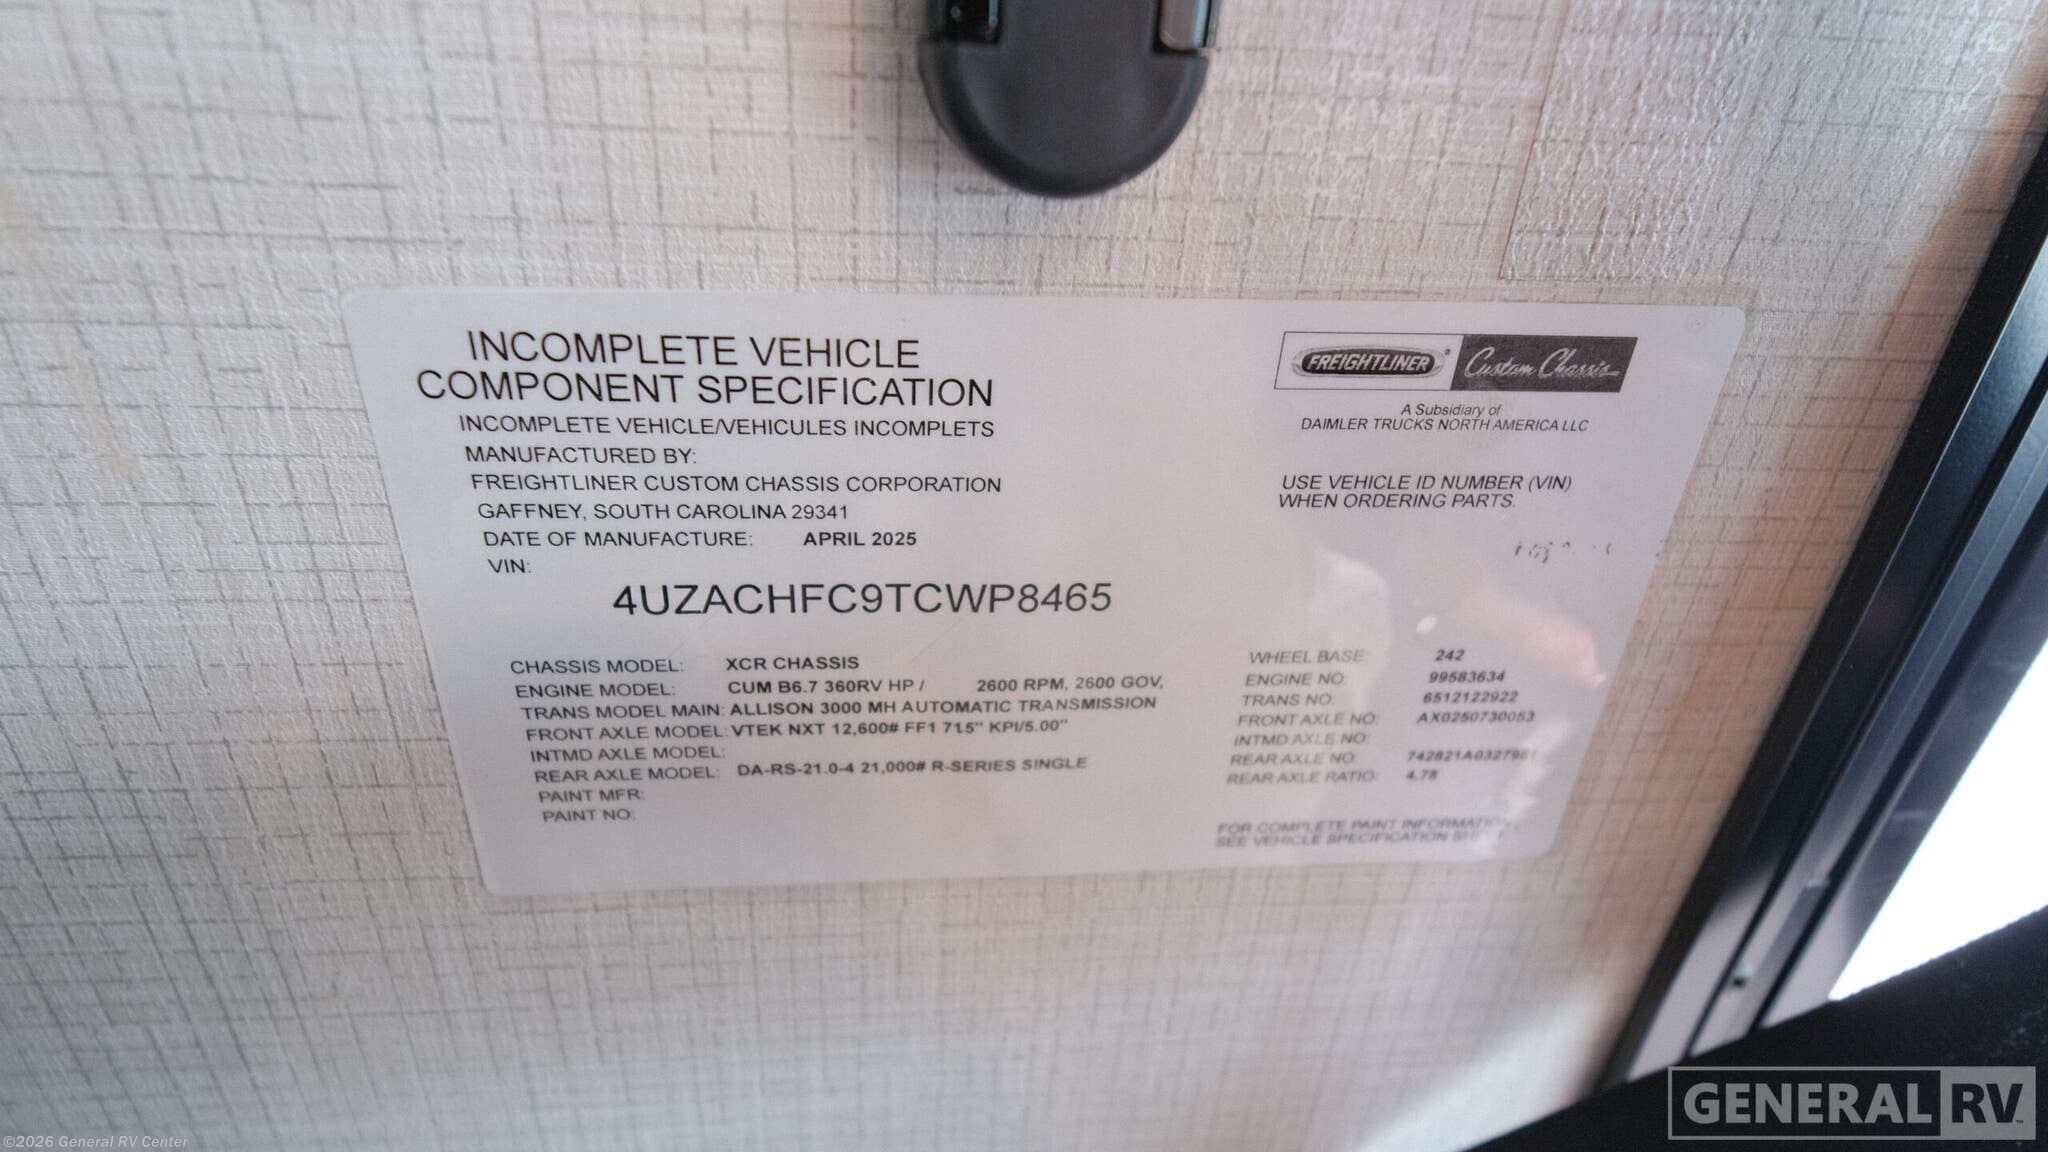 INCOMPLETE VEHICLE
COMPONENT SPECIFICATION
INCOMPLETE VEHICLE/VEHICULES INCOMPLETS
MANUFACTURED BY:
FREIGHTLINER CUSTOM CHASSIS CORPORATION
GAFFNEY, SOUTH CAROLINA 29341
DATE OF MANUFACTURE: APRIL 2025
VIN:
4UZACHFC9TCWP8465
FREIGHTLINER Custom Chassis
A Subsidiary of
DAIMLER TRUCKS NORTH AMERICA LLC
USE VEHICLE ID NUMBER (VIN)
WHEN ORDERING PARTS.
CHASSIS MODEL: XCR CHASSIS
ENGINE MODEL: CUM B6.7 360RV HP / 2600 RPM, 2600 GOV,
TRANS MODEL MAIN: ALLISON 3000 MH AUTOMATIC TRANSMISSION
FRONT AXLE MODEL: VTEK NXT 12,600# FF1 71.5" KPI/5.00"
INTMD AXLE MODEL:
REAR AXLE MODEL: DA-RS-21.0-4 21,000# R-SERIES SINGLE
PAINT MFR:
PAINT NO:
WHEEL BASE: 242
ENGINE NO: 99583634
TRANS NO: 6512122922
FRONT AXLE NO: AX0250730053
INTMD AXLE NO:
REAR AXLE NO:
REAR AXLE RATIO: 4.78
FOR COMPLETE PAINT INFORMATION
SEE VEHICLE SPECIFICATION SHEET
GENERAL RV
©2026 General RV Center